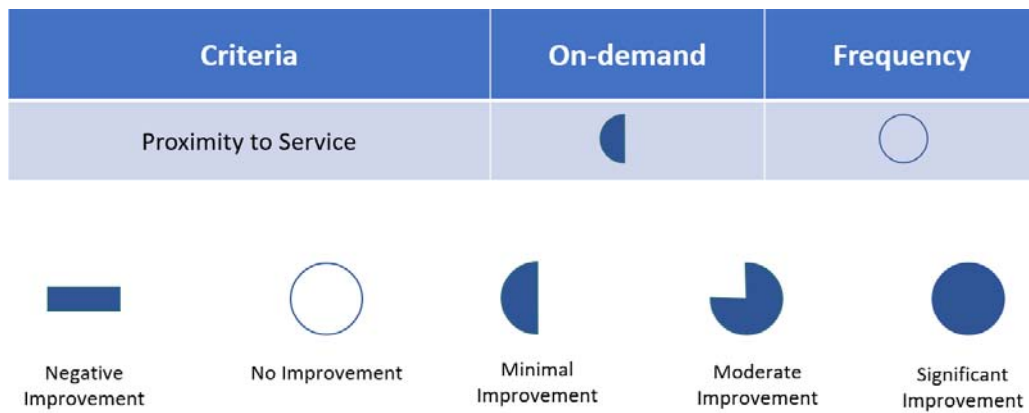 Criteria On-demand Frequency
Proximity to Service
Negative
Improvement
No Improvement
Minimal
Improvement
Moderate
Improvement
Significant
Improvement